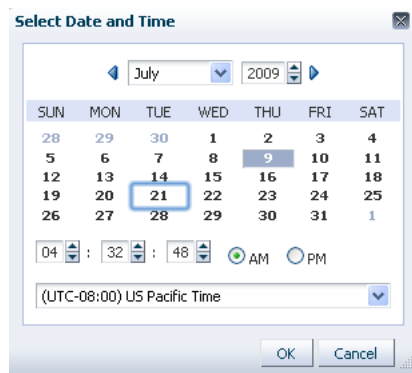 Select Date and Time
July 2009
SUN MON TUE WED THU FRI SAT
28 29 30 1 2 3 4
5 6 7 8 9 10 11
12 13 14 15 16 17 18
19 20 21 22 23 24 25
26 27 28 29 30 31 1
04 : 32 : 48 AM PM
(UTC-08:00) US Pacific Time
OK Cancel